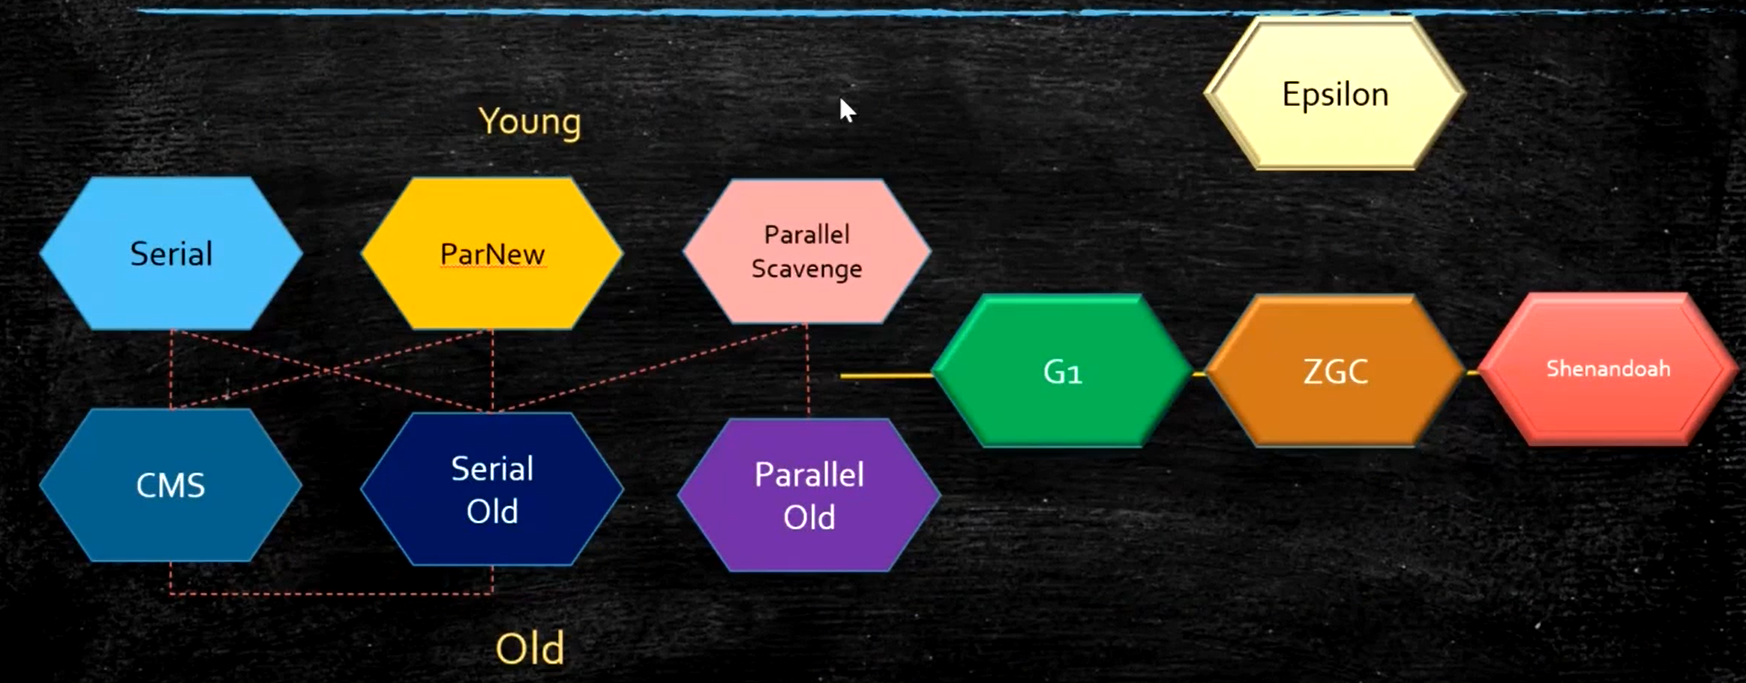 Epsilon
Young
Serial
ParNew
Parallel
Scavenge
G1
ZGC
Shenandoah
CMS
Serial
Old
Parallel
Old
Old